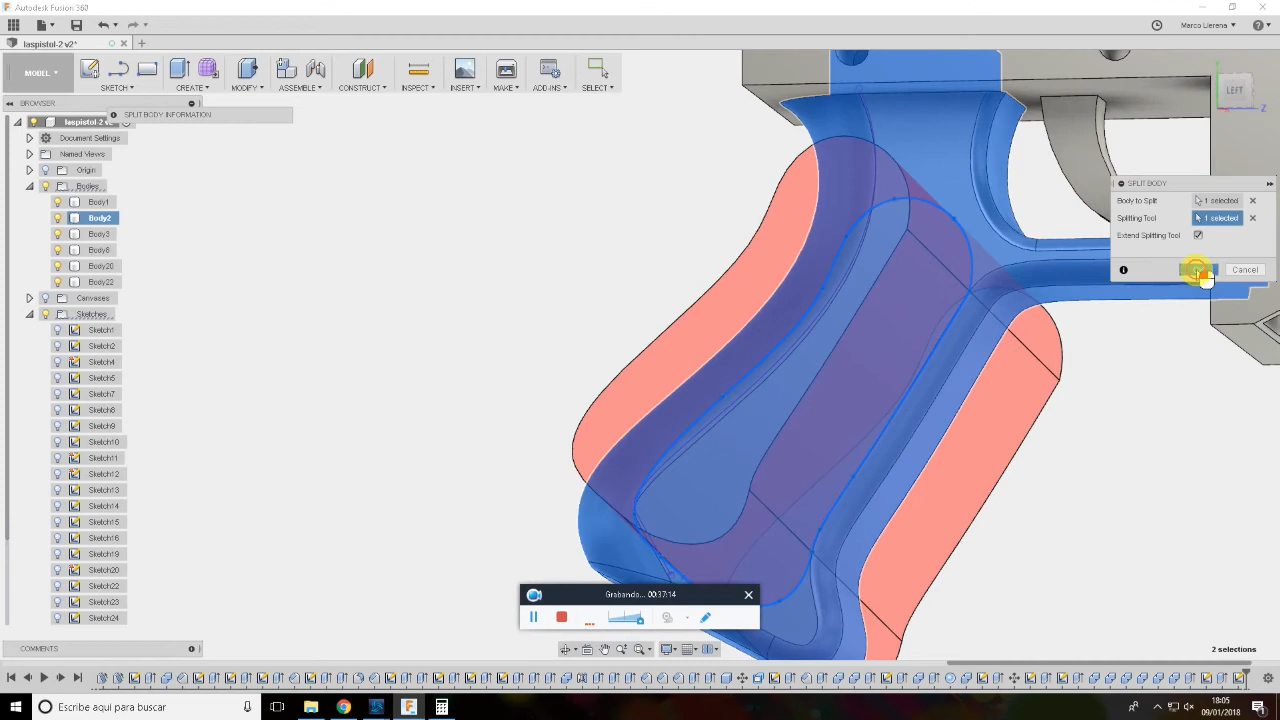 Autodesk Fusion 360
Marco Llerena
laspistol-2 v2*
MODEL
SKETCH
CREATE
MODIFY
ASSEMBLE
CONSTRUCT
INSPECT
INSERT
MAKE
ADD-INS
SELECT
BROWSER
SPLIT BODY INFORMATION
laspistol-2 v
Document Settings
Named Views
Origin
Bodies
Body1
Body2
Body3
Body8
Body20
Body22
Canvases
Sketches
Sketch1
Sketch2
Sketch4
Sketch5
Sketch7
Sketch8
Sketch9
Sketch10
Sketch11
Sketch12
Sketch13
Sketch14
Sketch15
Sketch16
Sketch19
Sketch20
Sketch22
Sketch23
Sketch24
LEFT
Z
SPLIT BODY
Body to Split 1 selected
Splitting Tool 1 selected
Extend Splitting Tool
Cancel
Grabando... 00:37:14
COMMENTS
2 selections
Escribe aquí para buscar
18:05
09/01/2018